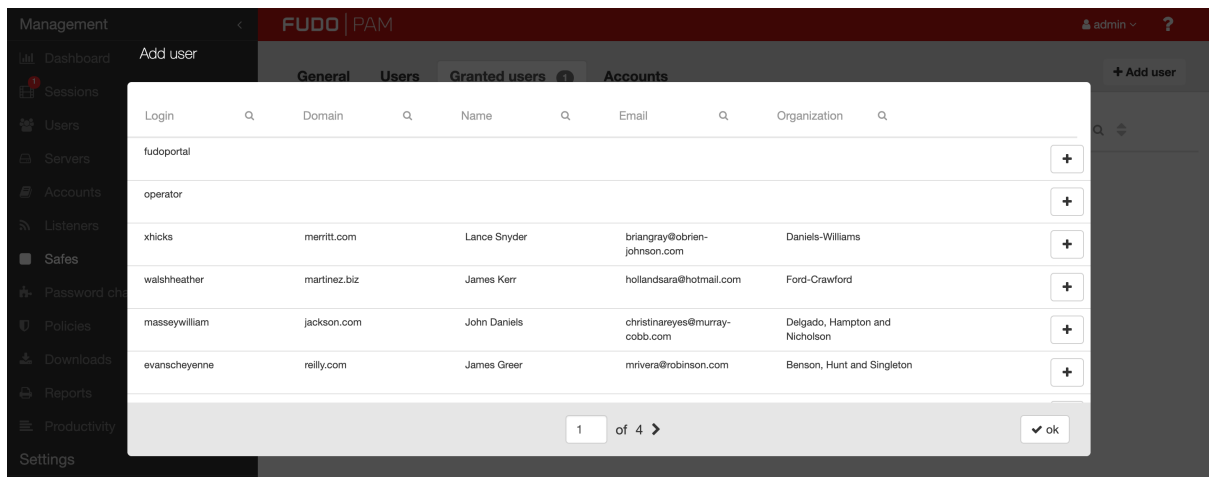 Management <
FUDO PAM
admin
?
Dashboard
Add user
1
Sessions
General Users Granted users 1 Accounts
+ Add user
Users
Servers
Accounts
Listeners
Safes
Password cha
Policies
Downloads
Reports
Productivity
Settings
Login Domain Name Email Organization
fudoportal
operator
xhicks merritt.com Lance Snyder briangray@obrien-
johnson.com Daniels-Williams
walshheather martinez.biz James Kerr hollandsara@hotmail.com Ford-Crawford
masseywilliam jackson.com John Daniels christinareyes@murray-
cobb.com Delgado, Hampton and
Nicholson
evanscheyenne reilly.com James Greer mrivera@robinson.com Benson, Hunt and Singleton
1 of 4 >
ok